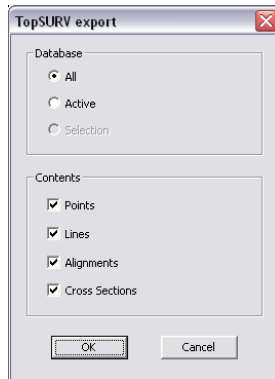 TopSURV export
Database
All
Active
Selection
Contents
Points
Lines
Alignments
Cross Sections
OK
Cancel